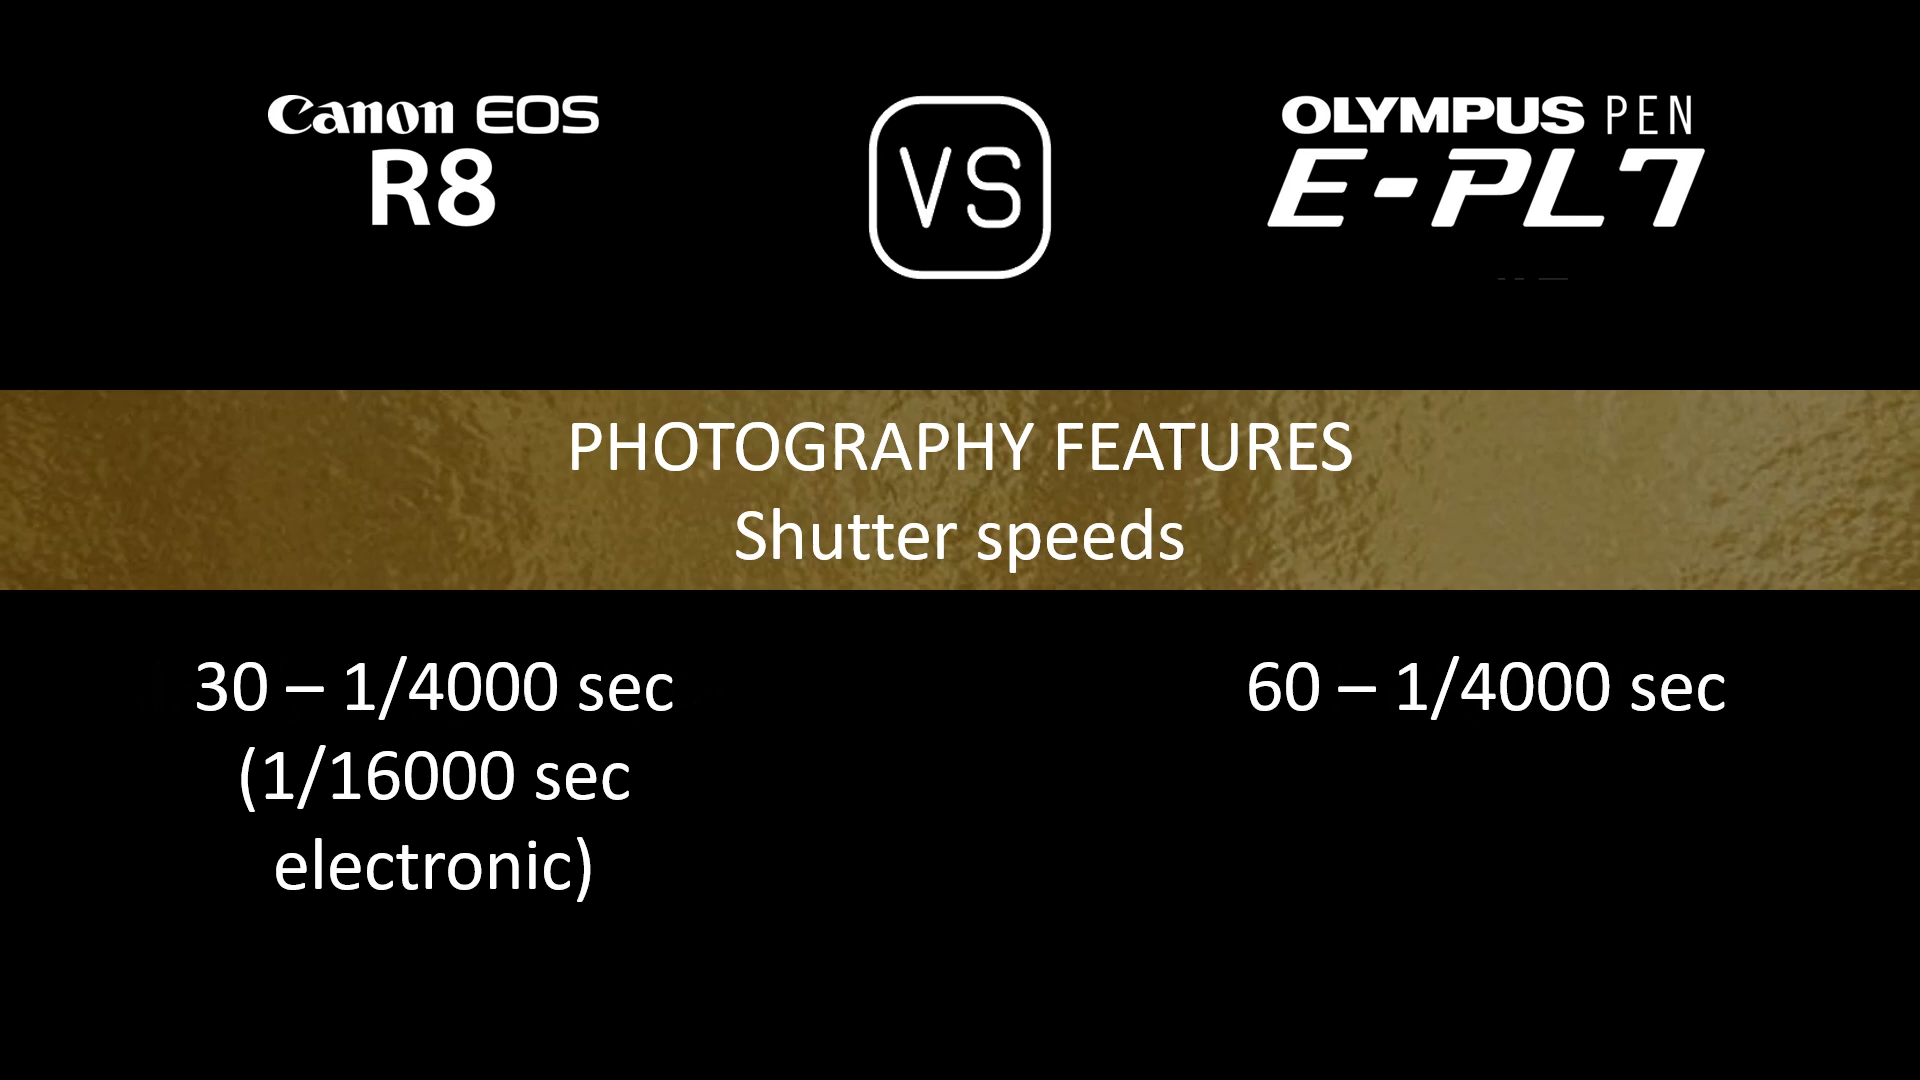 Canon EOS
R8
VS
OLYMPUS PEN
E-PL7
PHOTOGRAPHY FEATURES
Shutter speeds
30 – 1/4000 sec
(1/16000 sec
electronic)
60 – 1/4000 sec